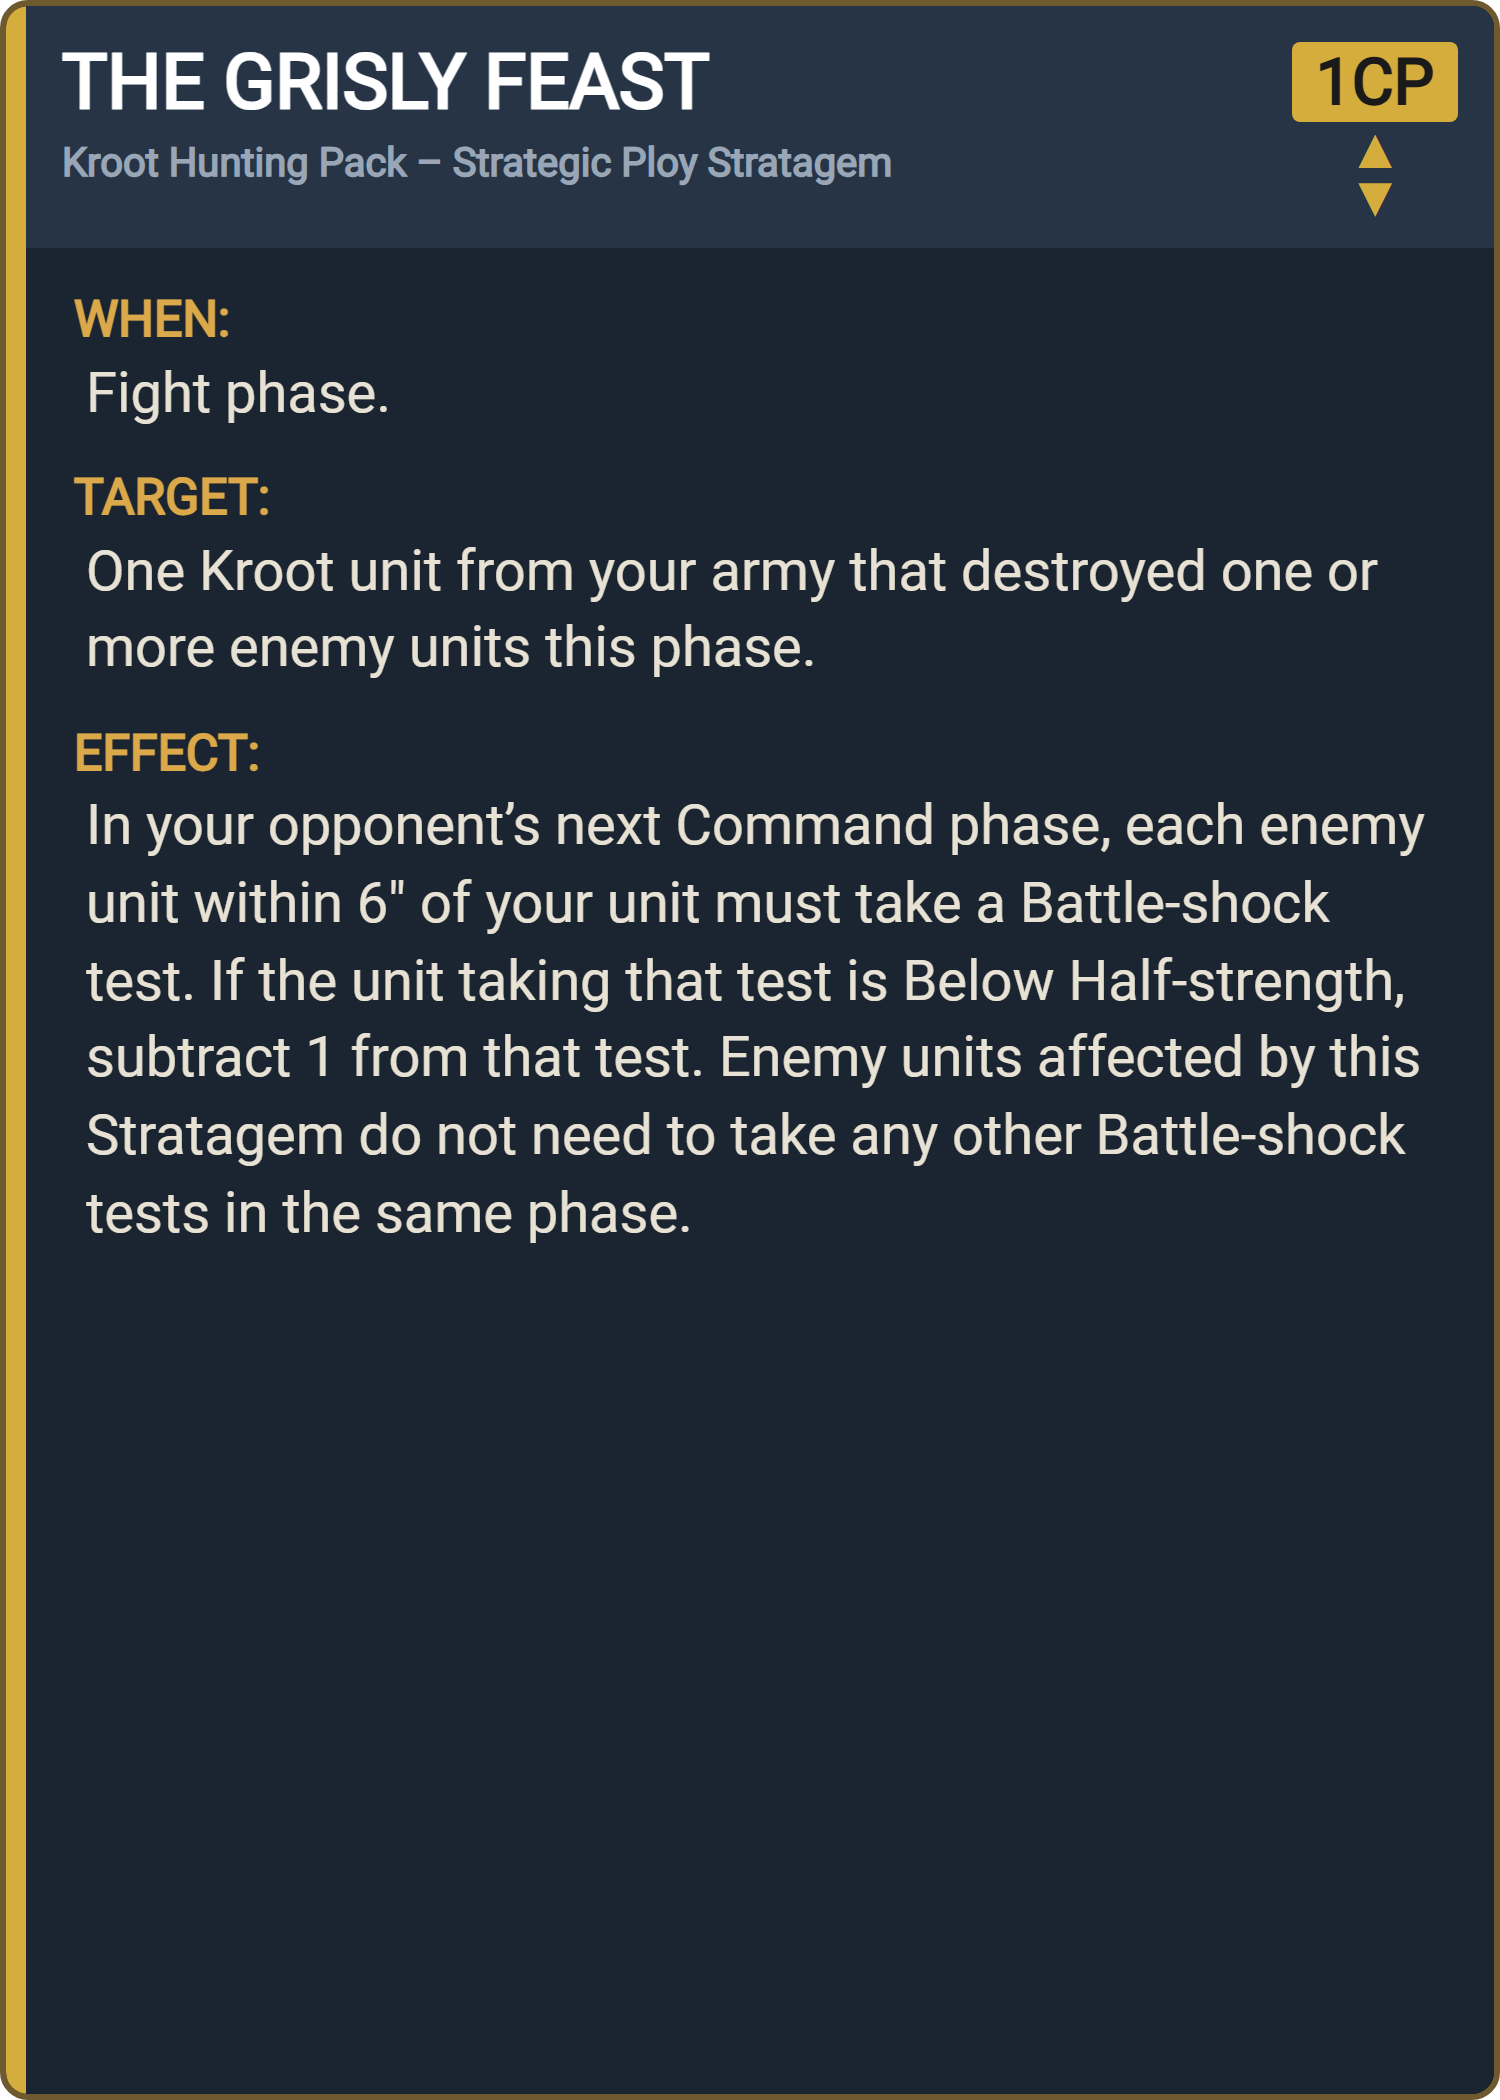 THE GRISLY FEAST
1CP
Kroot Hunting Pack – Strategic Ploy Stratagem
▲
▼
WHEN:
Fight phase.
TARGET:
One Kroot unit from your army that destroyed one or
more enemy units this phase.
EFFECT:
In your opponent’s next Command phase, each enemy
unit within 6" of your unit must take a Battle-shock
test. If the unit taking that test is Below Half-strength,
subtract 1 from that test. Enemy units affected by this
Stratagem do not need to take any other Battle-shock
tests in the same phase.